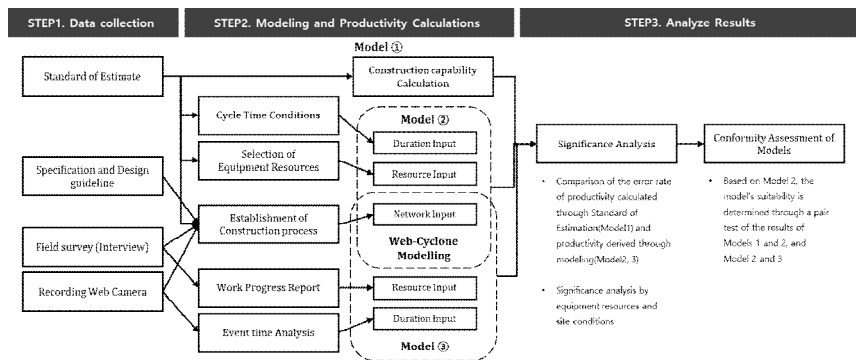 STEP1. Data collection
STEP2. Modeling and Productivity Calculations
STEP3. Analyze Results
Standard of Estimate
Specification and Design
guideline
Field survey (Interview)
Recording Web Camera
Cycle Time Conditions
Selection of
Equipment Resources
Establishment of
Construction process
Work Progress Report
Event time Analysis
Model ①
Construction capability
Calculation
Model ②
Duration Input
Resource Input
Network Input
Web-Cyclone
Modelling
Resource Input
Duration Input
Model ③
Significance Analysis
• Comparison of the error rate
of productivity calculated
through Standard of
Estimation(Model1) and
productivity derived through
modeling(Model2, 3)
• Significance analysis by
equipment resources and
site conditions
Conformity Assessment of
Models
• Based on Model 2, the
model's suitability is
determined through a pair
test of the results of
Models 1 and 2, and
Model 2 and 3